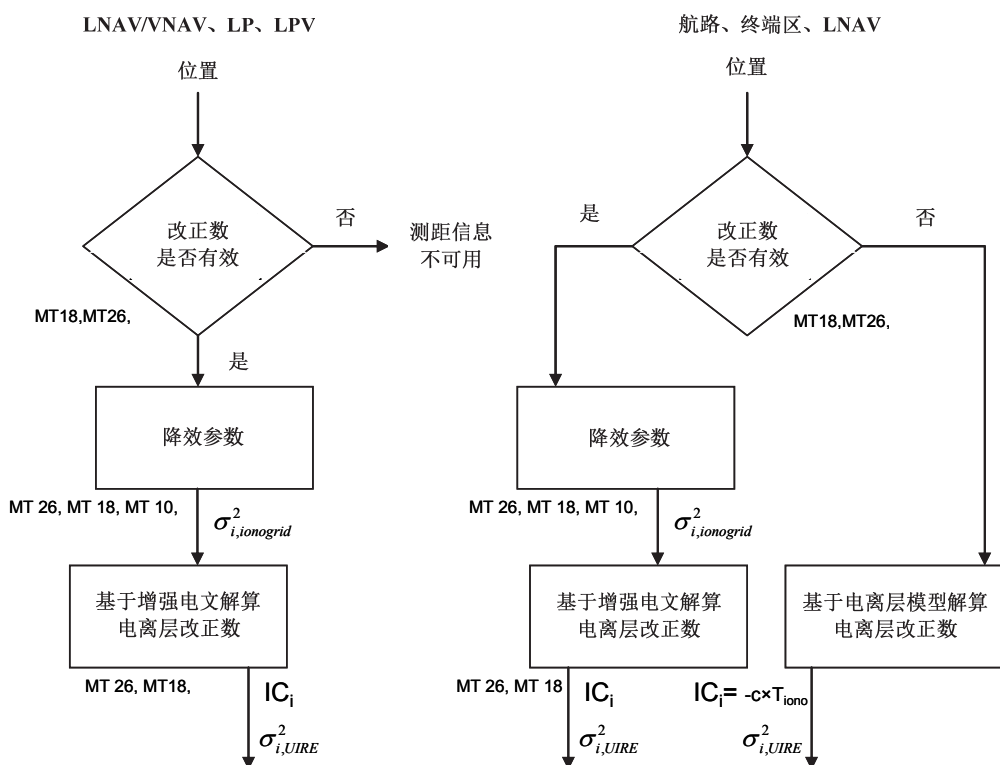 LNAV/VNAV、LP、LPV
位置
改正数
是否有效
否
测距信息
不可用
MT18,MT26,
是
降效参数
MT 26, MT 18, MT 10,
σ²i,ionogrid
基于增强电文解算
电离层改正数
MT 26, MT18,
ICi
σ²i,UIRE
航路、终端区、LNAV
位置
是
改正数
是否有效
否
MT18,MT26,
降效参数
MT 26, MT 18, MT 10,
σ²i,ionogrid
基于增强电文解算
电离层改正数
MT 26, MT 18
ICi
σ²i,UIRE
基于电离层模型解算
电离层改正数
ICi= -c×Tiono
σ²i,UIRE